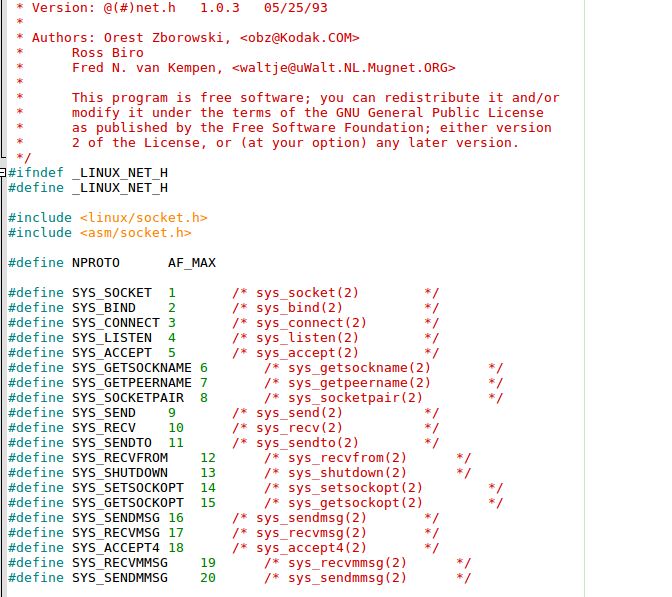 * Version: @(#)net.h 1.0.3 05/25/93
*
* Authors: Orest Zborowski, <obz@Kodak.COM>
* Ross Biro
* Fred N. van Kempen, <waltje@uWalt.NL.Mugnet.ORG>
*
* This program is free software; you can redistribute it and/or
* modify it under the terms of the GNU General Public License
* as published by the Free Software Foundation; either version
* 2 of the License, or (at your option) any later version.
*/
#ifndef _LINUX_NET_H
#define _LINUX_NET_H
#include <linux/socket.h>
#include <asm/socket.h>
#define NPROTO AF_MAX
#define SYS_SOCKET 1 /* sys_socket(2) */
#define SYS_BIND 2 /* sys_bind(2) */
#define SYS_CONNECT 3 /* sys_connect(2) */
#define SYS_LISTEN 4 /* sys_listen(2) */
#define SYS_ACCEPT 5 /* sys_accept(2) */
#define SYS_GETSOCKNAME 6 /* sys_getsockname(2) */
#define SYS_GETPEERNAME 7 /* sys_getpeername(2) */
#define SYS_SOCKETPAIR 8 /* sys_socketpair(2) */
#define SYS_SEND 9 /* sys_send(2) */
#define SYS_RECV 10 /* sys_recv(2) */
#define SYS_SENDTO 11 /* sys_sendto(2) */
#define SYS_RECVFROM 12 /* sys_recvfrom(2) */
#define SYS_SHUTDOWN 13 /* sys_shutdown(2) */
#define SYS_SETSOCKOPT 14 /* sys_setsockopt(2) */
#define SYS_GETSOCKOPT 15 /* sys_getsockopt(2) */
#define SYS_SENDMSG 16 /* sys_sendmsg(2) */
#define SYS_RECVMSG 17 /* sys_recvmsg(2) */
#define SYS_ACCEPT4 18 /* sys_accept4(2) */
#define SYS_RECVMMSG 19 /* sys_recvmmsg(2) */
#define SYS_SENDMMSG 20 /* sys_sendmmsg(2) */